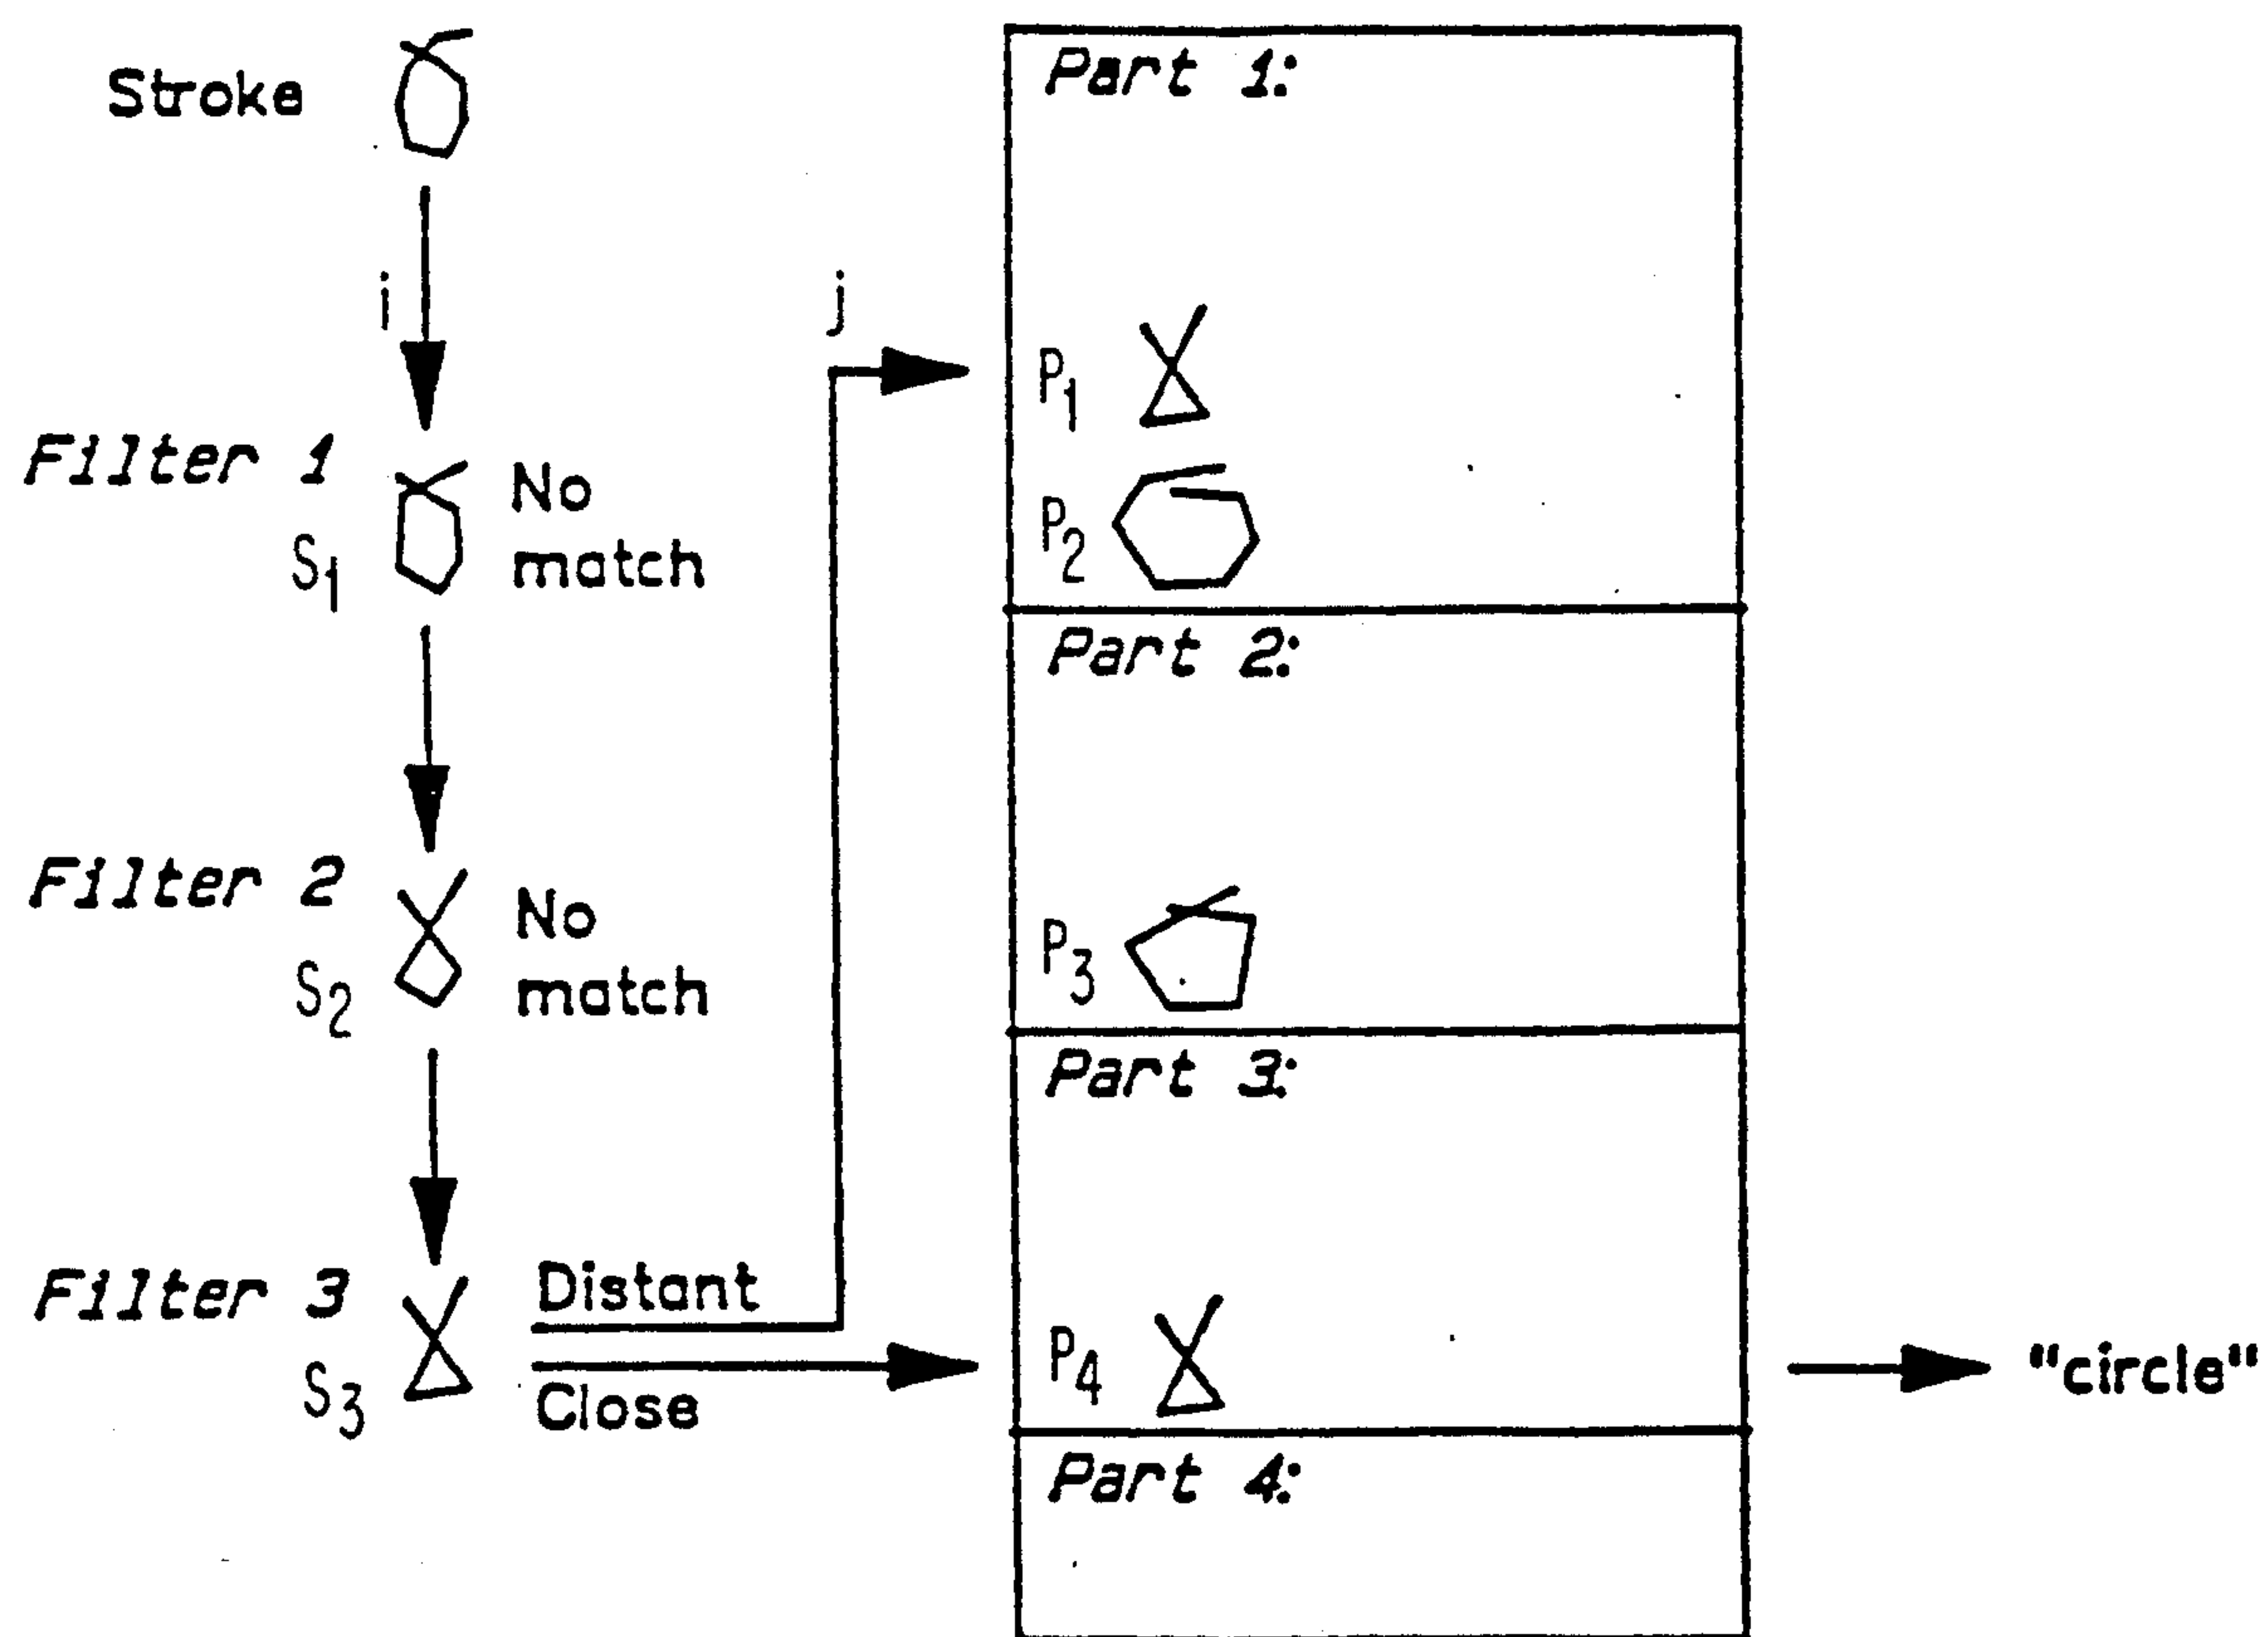 Stroke
i
Filter 1
S1
No
match
Filter 2
S2
No
match
Filter 3
S3
Distant
Close
j
Part 1:
P1
P2
Part 2:
P3
Part 3:
P4
Part 4:
"circle"